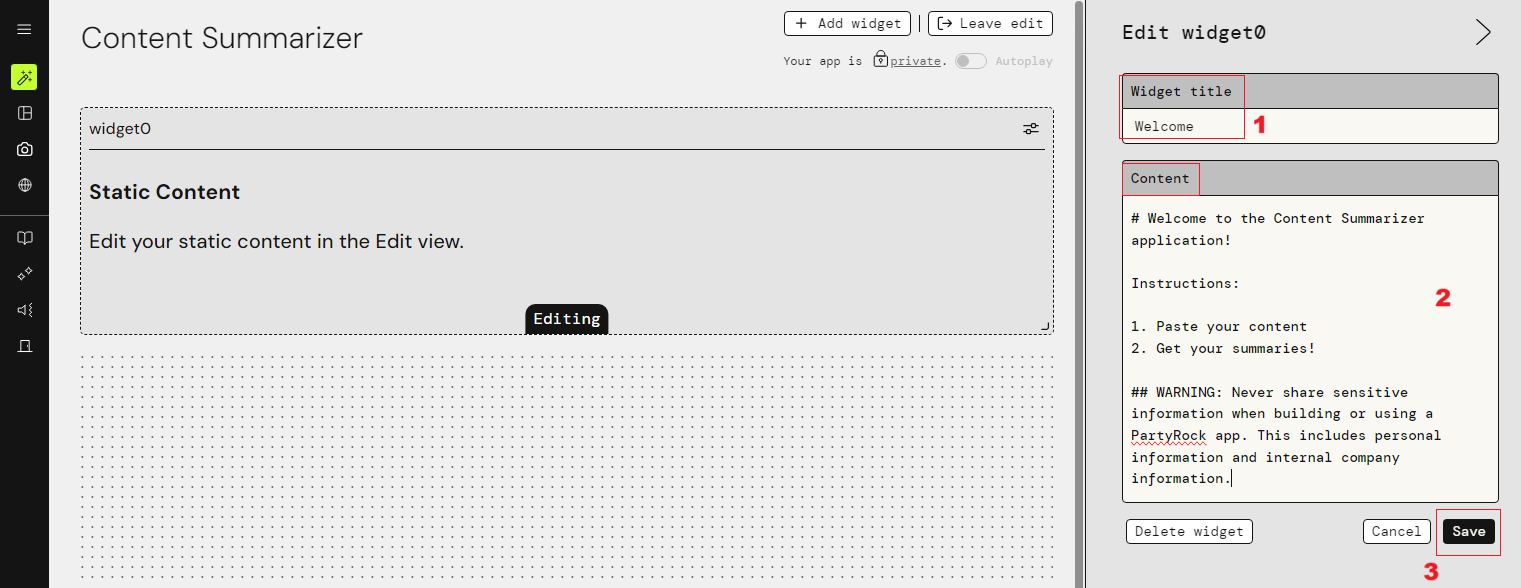 Content Summarizer
+ Add widget
Leave edit
Your app is private. Autoplay
widget0
Static Content
Edit your static content in the Edit view.
Editing
Edit widget0
Widget title
Welcome
1
Content
# Welcome to the Content Summarizer
application!
Instructions:
1. Paste your content
2. Get your summaries!
## WARNING: Never share sensitive
information when building or using a
PartyRock app. This includes personal
information and internal company
information.
2
Delete widget
Cancel
Save
3